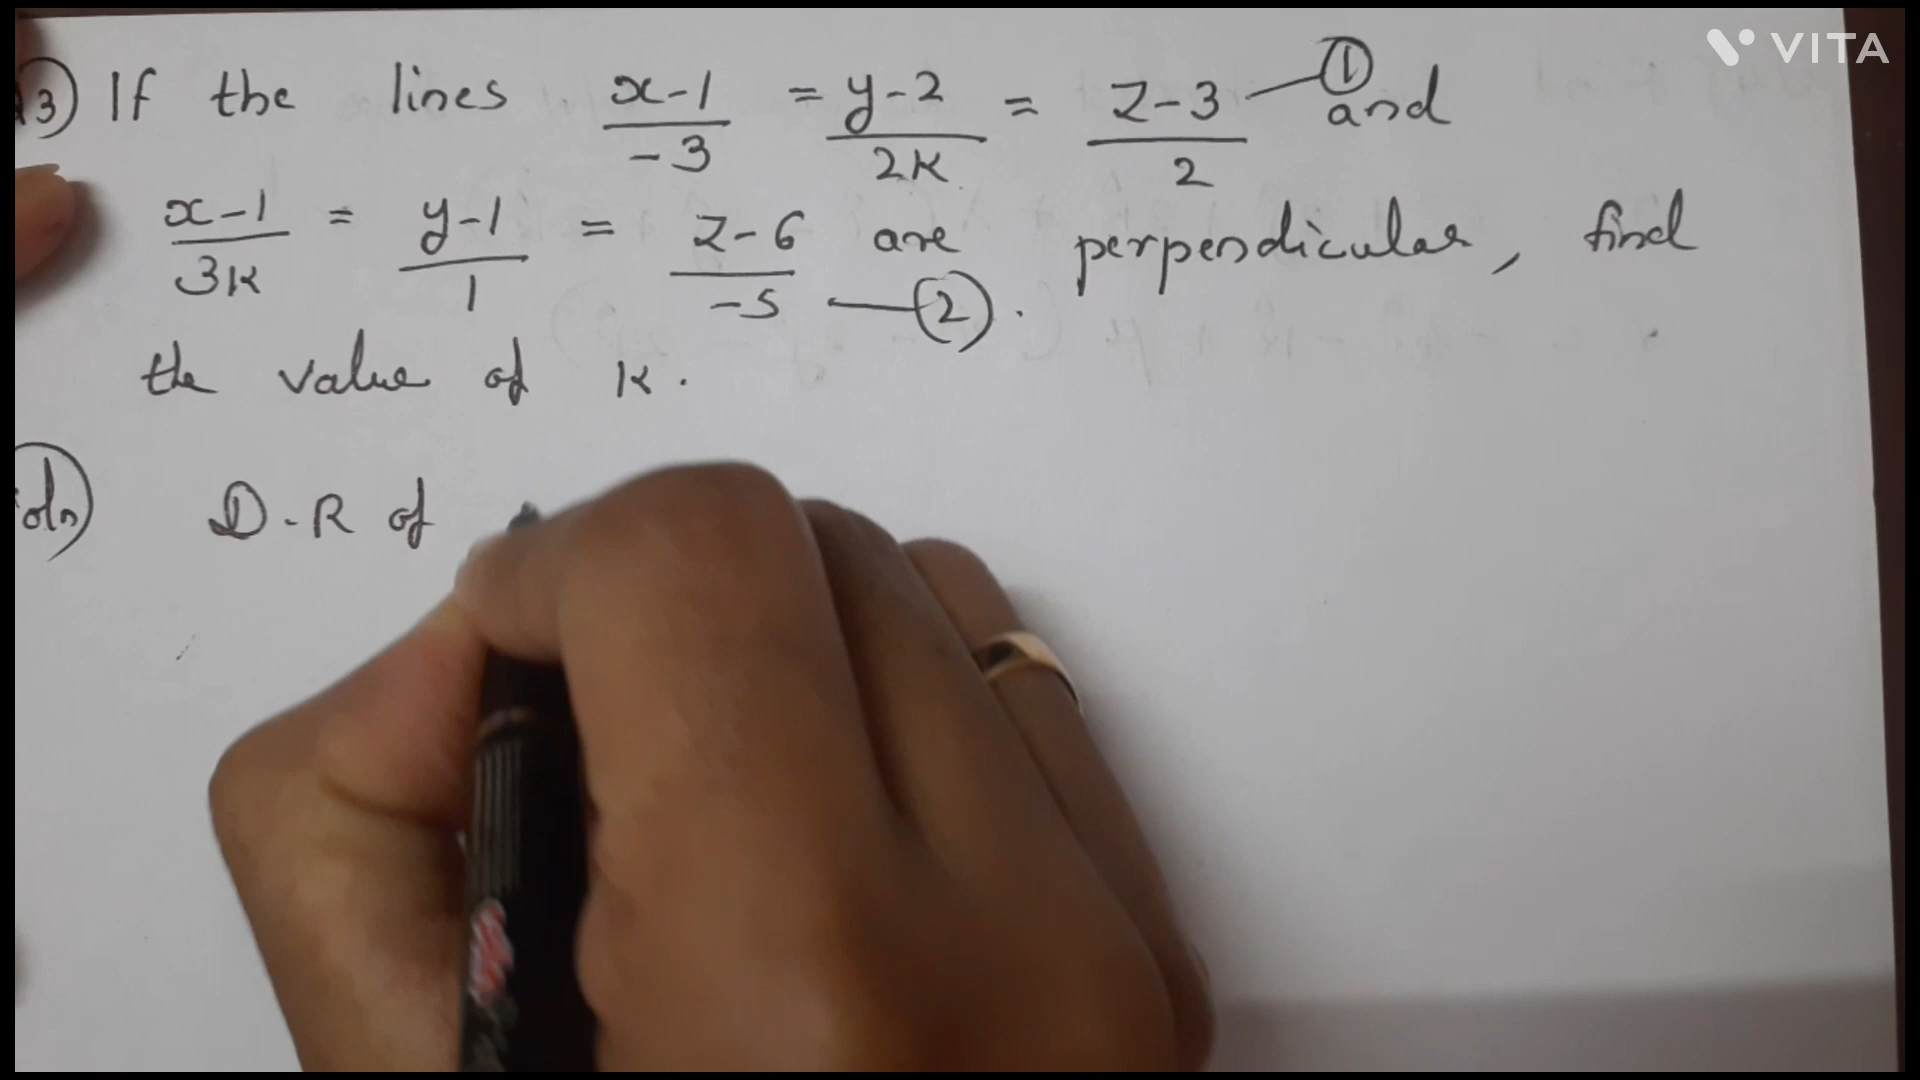 3) If the lines x-1/-3 = y-2/2k = z-3/2 — ① and
x-1/3k = y-1/1 = z-6/-5 — ② are perpendicular, find
the value of k.
oln) D.R of
VITA